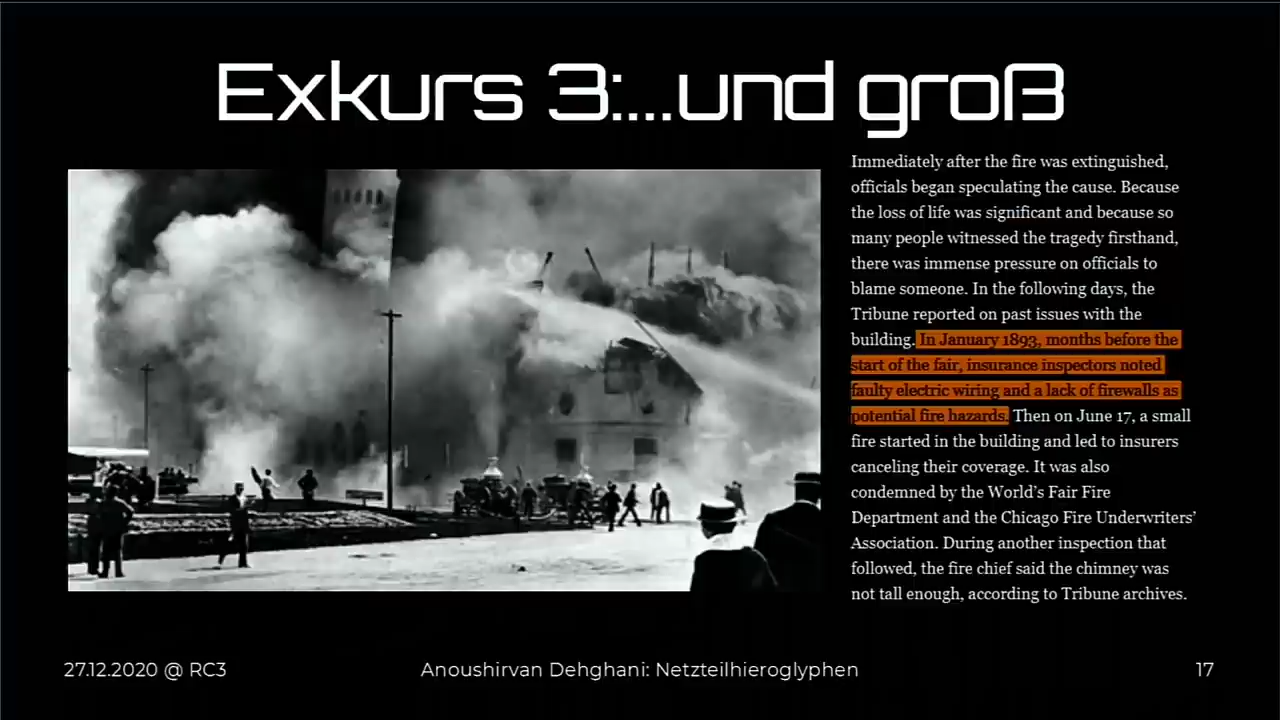 Exkurs 3:...und groß
Immediately after the fire was extinguished,
officials began speculating the cause. Because
the loss of life was significant and because so
many people witnessed the tragedy firsthand,
there was immense pressure on officials to
blame someone. In the following days, the
Tribune reported on past issues with the
building. In January 1893, months before the
start of the fair, insurance inspectors noted
faulty electric wiring and a lack of firewalls as
potential fire hazards. Then on June 17, a small
fire started in the building and led to insurers
canceling their coverage. It was also
condemned by the World’s Fair Fire
Department and the Chicago Fire Underwriters’
Association. During another inspection that
followed, the fire chief said the chimney was
not tall enough, according to Tribune archives.
27.12.2020 @ RC3
Anoushirvan Dehghani: Netzteilhieroglyphen
17